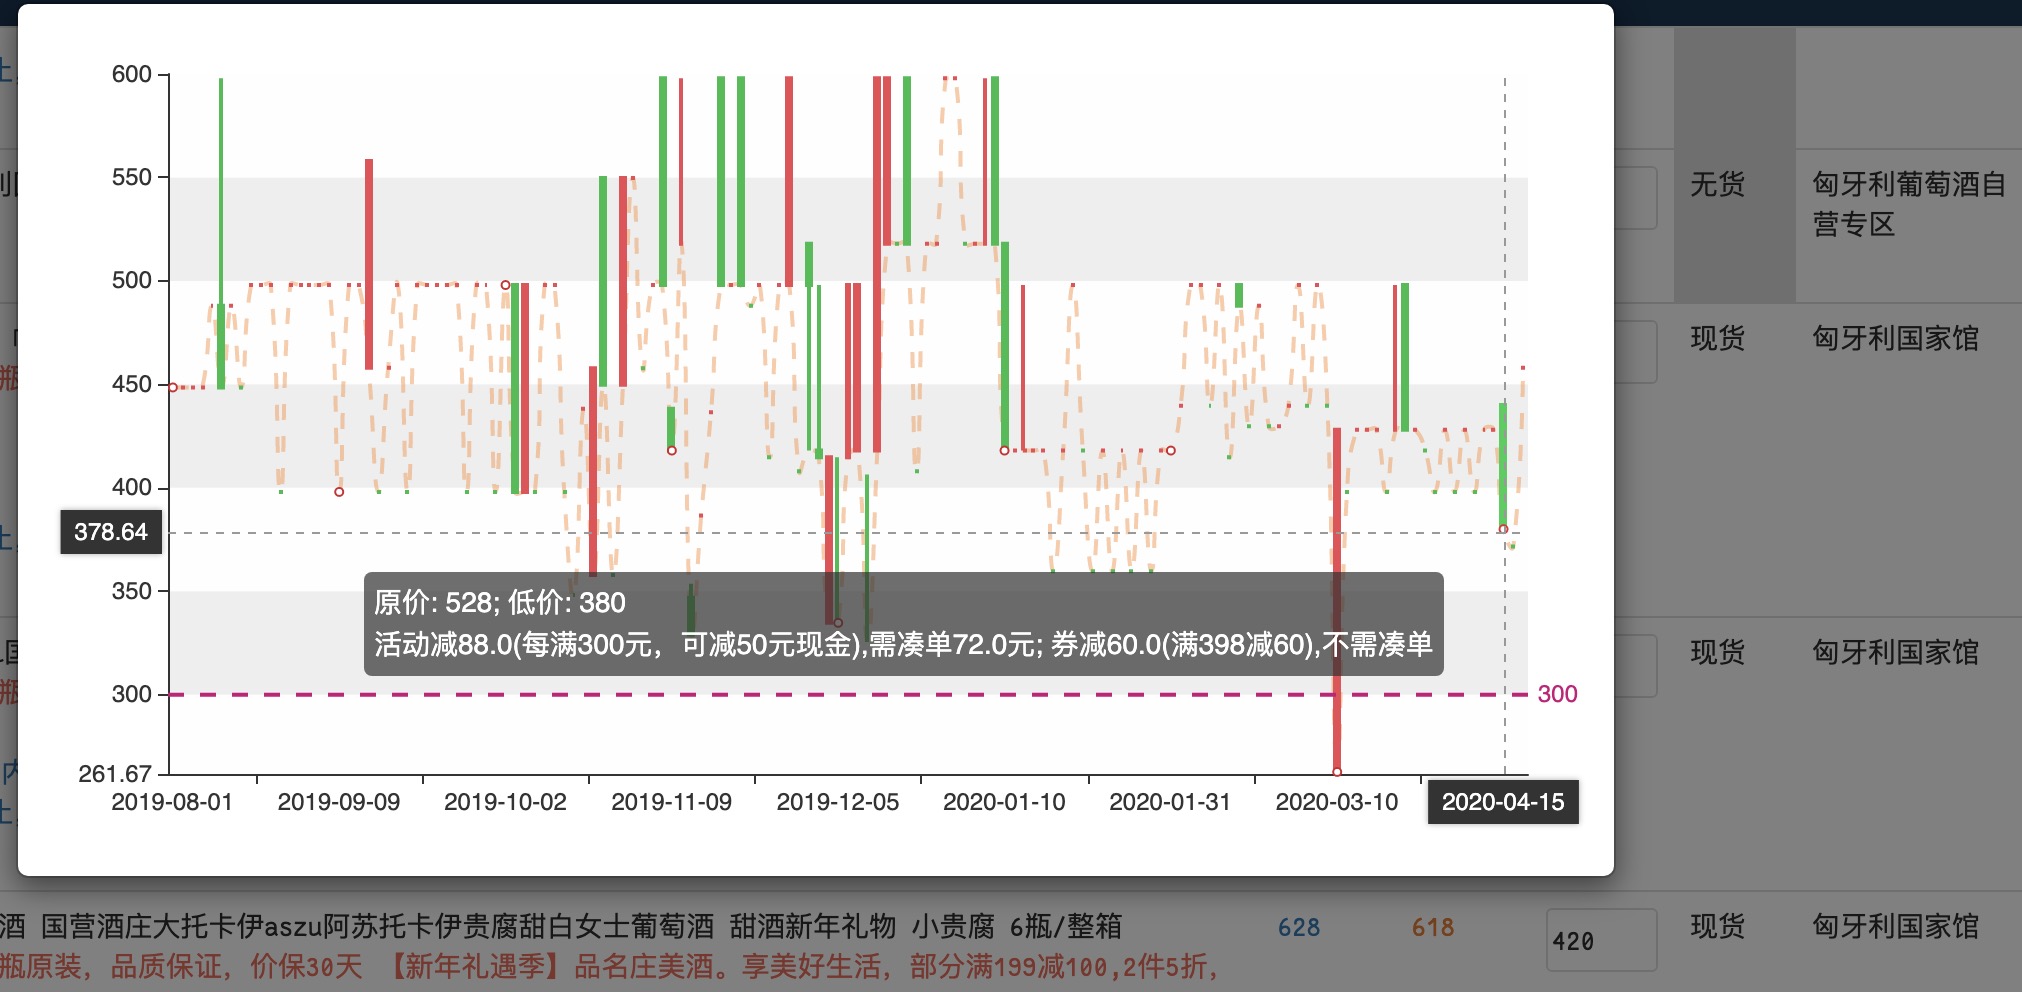 600
550
500
450
400
378.64
350
300
300
261.67
原价: 528; 低价: 380
活动减88.0(每满300元，可减50元现金),需凑单72.0元; 券减60.0(满398减60),不需凑单
2019-08-01 2019-09-09 2019-10-02 2019-11-09 2019-12-05 2020-01-10 2020-01-31 2020-03-10 2020-04-15
无货 匈牙利葡萄酒自
营专区
现货 匈牙利国家馆
瓶
现货 匈牙利国家馆
瓶
内
酒 国营酒庄大托卡伊aszu阿苏托卡伊贵腐甜白女士葡萄酒 甜酒新年礼物 小贵腐 6瓶/整箱 628 618 420 现货 匈牙利国家馆
瓶原装, 品质保证, 价保30天 【新年礼遇季】品名庄美酒。享美好生活, 部分满199减100,2件5折,